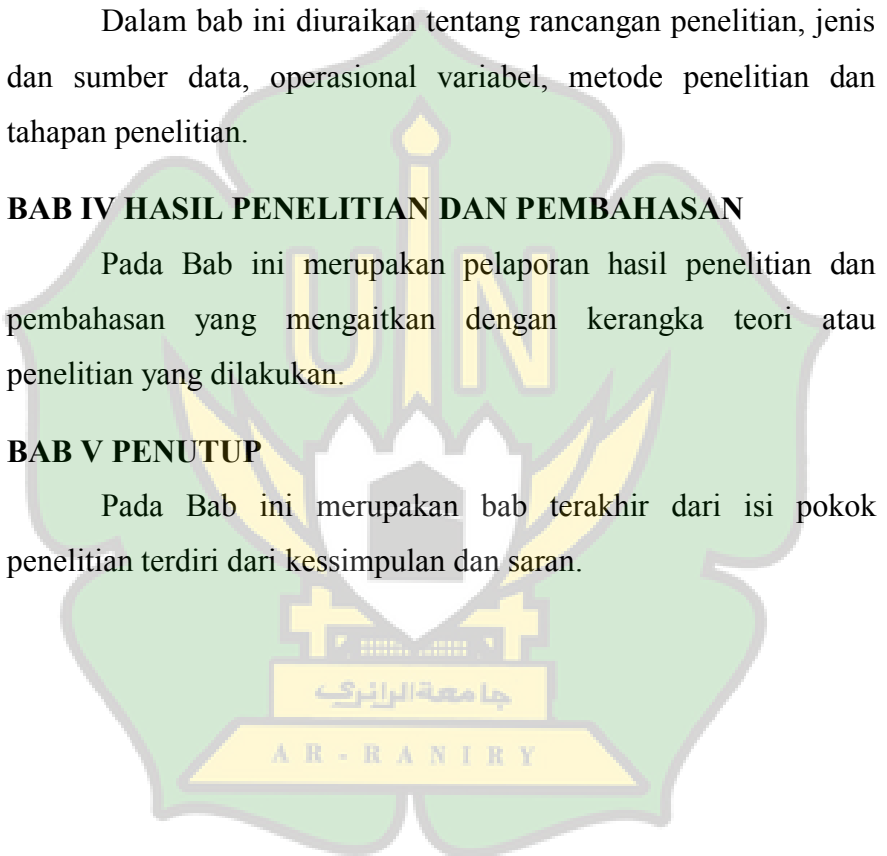 Dalam bab ini diuraikan tentang rancangan penelitian, jenis
dan sumber data, operasional variabel, metode penelitian dan
tahapan penelitian.
BAB IV HASIL PENELITIAN DAN PEMBAHASAN
Pada Bab ini merupakan pelaporan hasil penelitian dan
pembahasan yang mengaitkan dengan kerangka teori atau
penelitian yang dilakukan.
BAB V PENUTUP
Pada Bab ini merupakan bab terakhir dari isi pokok
penelitian terdiri dari kessimpulan dan saran.
UIN
جامعة الرانري
AR-RANIRY